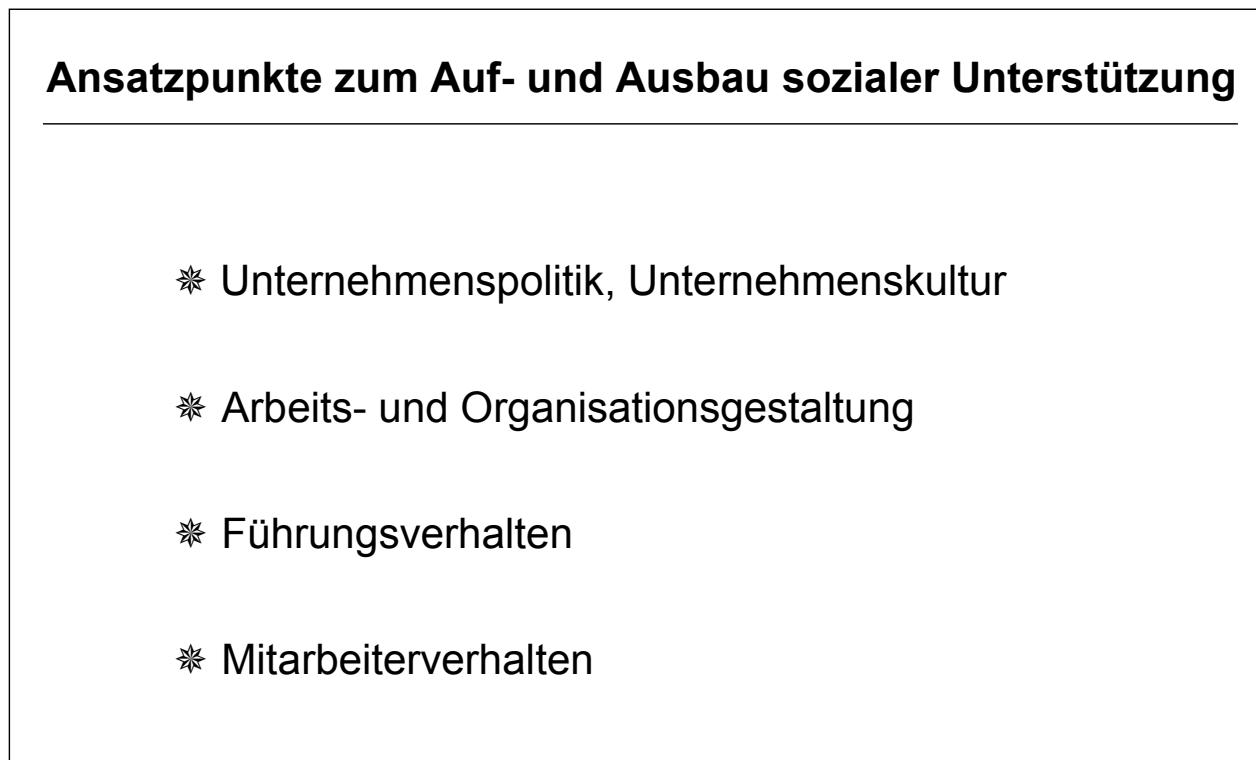 Ansatzpunkte zum Auf- und Ausbau sozialer Unterstützung
✵ Unternehmenspolitik, Unternehmenskultur
✵ Arbeits- und Organisationsgestaltung
✵ Führungsverhalten
✵ Mitarbeiterverhalten